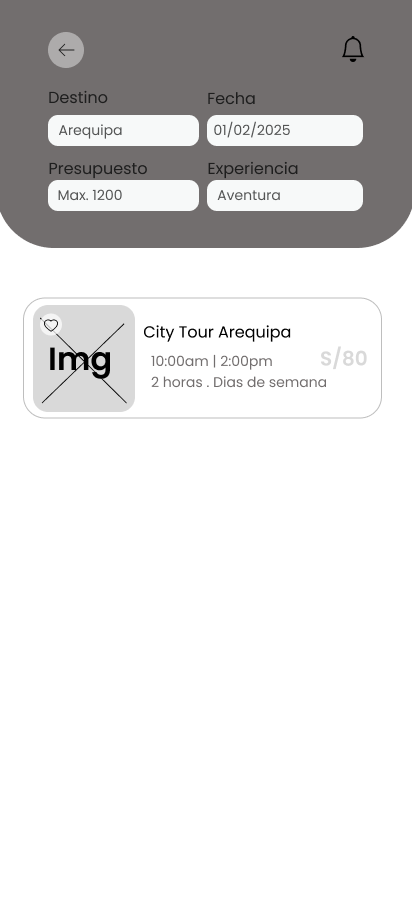 Destino Fecha
Arequipa 01/02/2025
Presupuesto Experiencia
Max. 1200 Aventura
Img
City Tour Arequipa
10:00am | 2:00pm
S/80
2 horas . Dias de semana